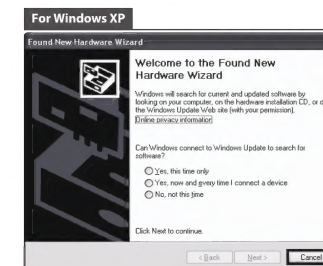 For Windows XP
Found New Hardware Wizard
Welcome to the Found New
Hardware Wizard
Windows will search for current and updated software by
looking on your computer, on the hardware installation CD, or o
the Windows Update Web site (with your permission).
Online privacy information
Can Windows connect to Windows Update to search for
software?
Yes, this time only
Yes, now and every time I connect a device
No, not this time
Click Next to continue.
< Back Next > Cancel